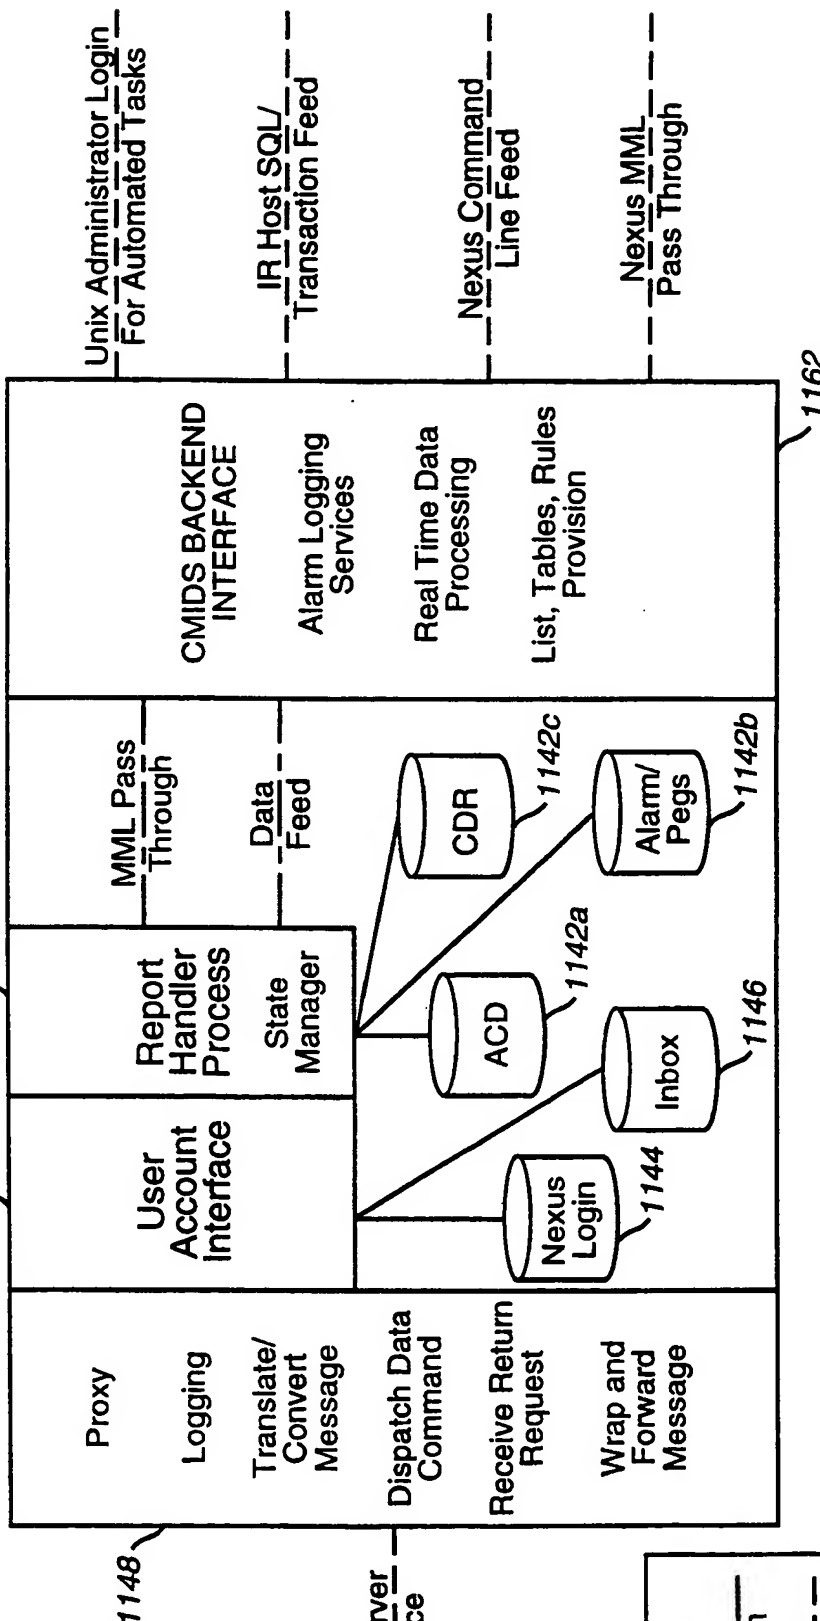 1148
Proxy
Logging
Translate/
Convert
Message
Dispatch Data
Command
Receive Return
Request
Wrap and
Forward
Message
User
Account
Interface
Nexus
Login
1144
Inbox
1146
Report
Handler
Process
State
Manager
ACD
1142a
CDR
1142c
Alarm/
Pegs
1142b
MML Pass
Through
Data
Feed
CMIDS BACKEND
INTERFACE
Alarm Logging
Services
Real Time Data
Processing
List, Tables, Rules
Provision
1162
Unix Administrator Login
For Automated Tasks
IR Host SQL/
Transaction Feed
Nexus Command
Line Feed
Nexus MML
Pass Through